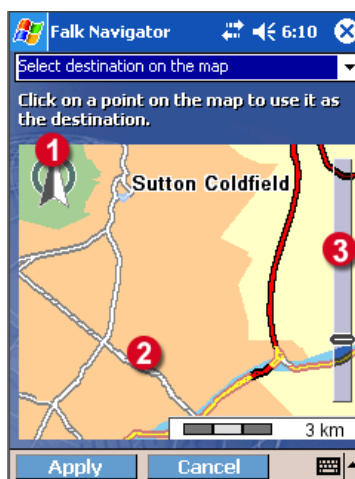 Falk Navigator 6:10
Select destination on the map
Click on a point on the map to use it as
the destination.
1
Sutton Coldfield
3
2
3 km
Apply Cancel